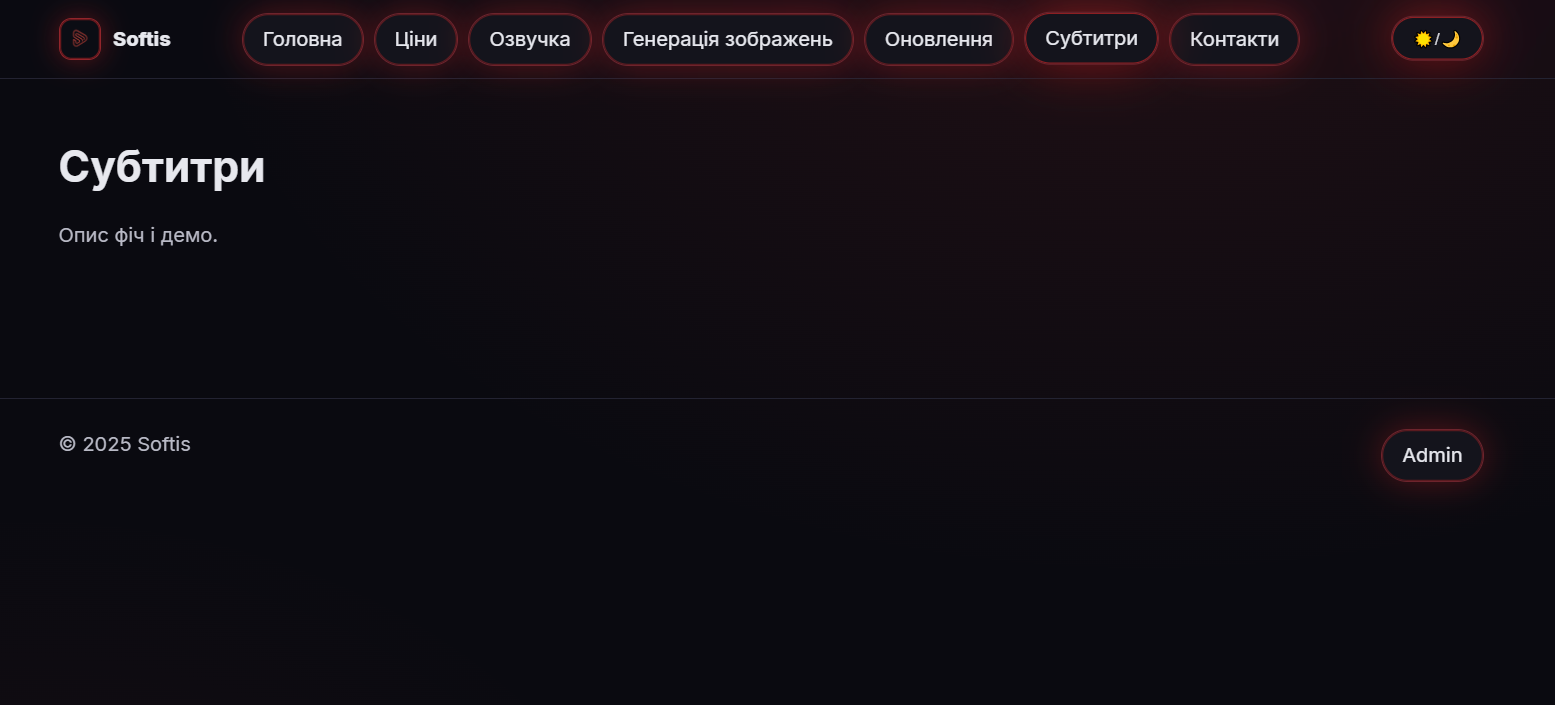 Softis
Головна
Ціни
Озвучка
Генерація зображень
Оновлення
Субтитри
Контакти
☀️/🌙
Субтитри
Опис фіч і демо.
© 2025 Softis
Admin